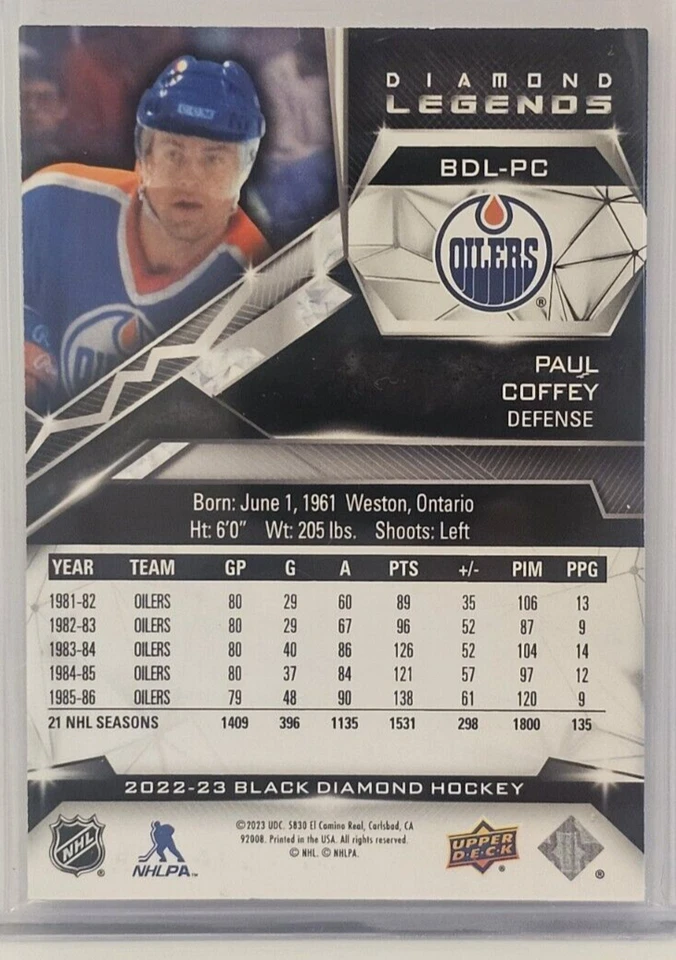 DIAMOND
LEGENDS
BDL-PC
OILERS
®
PAUL
COFFEY
DEFENSE
Born: June 1, 1961 Weston, Ontario
Ht: 6'0" Wt: 205 lbs. Shoots: Left
YEAR TEAM GP G A PTS +/- PIM PPG
1981-82 OILERS 80 29 60 89 35 106 13
1982-83 OILERS 80 29 67 96 52 87 9
1983-84 OILERS 80 40 86 126 52 104 14
1984-85 OILERS 80 37 84 121 57 97 12
1985-86 OILERS 79 48 90 138 61 120 9
21 NHL SEASONS 1409 396 1135 1531 298 1800 135
2022-23 BLACK DIAMOND HOCKEY
©2023 UDC. 5830 El Camino Real, Carlsbad, CA
92008. Printed in the USA. All rights reserved.
© NHL. © NHLPA.
NHL ®
NHLPA™
UPPER
DECK ®
®